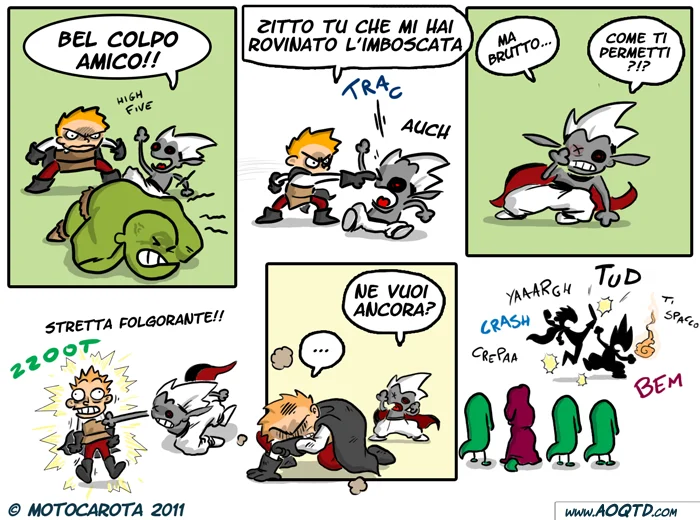 BEL COLPO
AMICO!!
HIGH
FIVE
ZITTO TU CHE MI HAI
ROVINATO L'IMBOSCATA
TRAC
AUCH
MA
BRUTTO...
COME TI
PERMETTI
?!?
STRETTA FOLGORANTE!!
ZZOOT
...
NE VUOI
ANCORA?
YAAARGH
TUD
CRASH
TI
SPACCO
CREPAA
BEM
© MOTOCAROTA 2011
WWW.AOQTD.COM